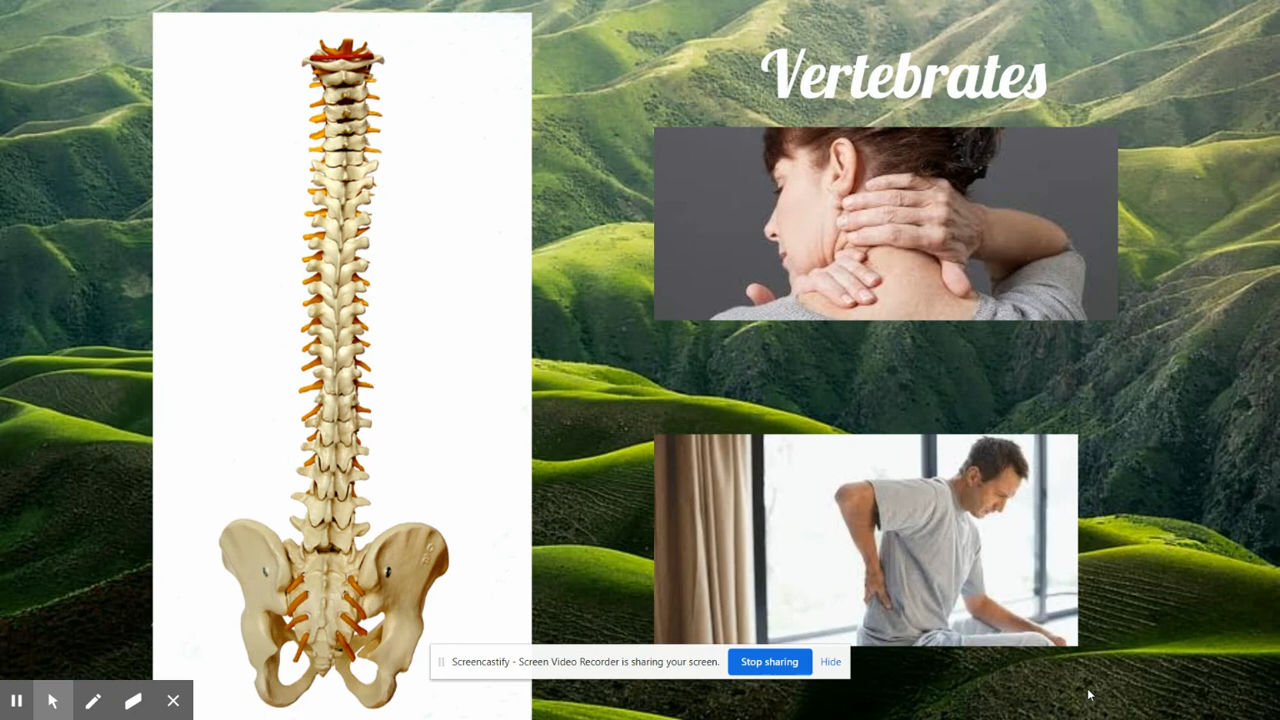 Vertebrates
Screencastify - Screen Video Recorder is sharing your screen.
Stop sharing
Hide